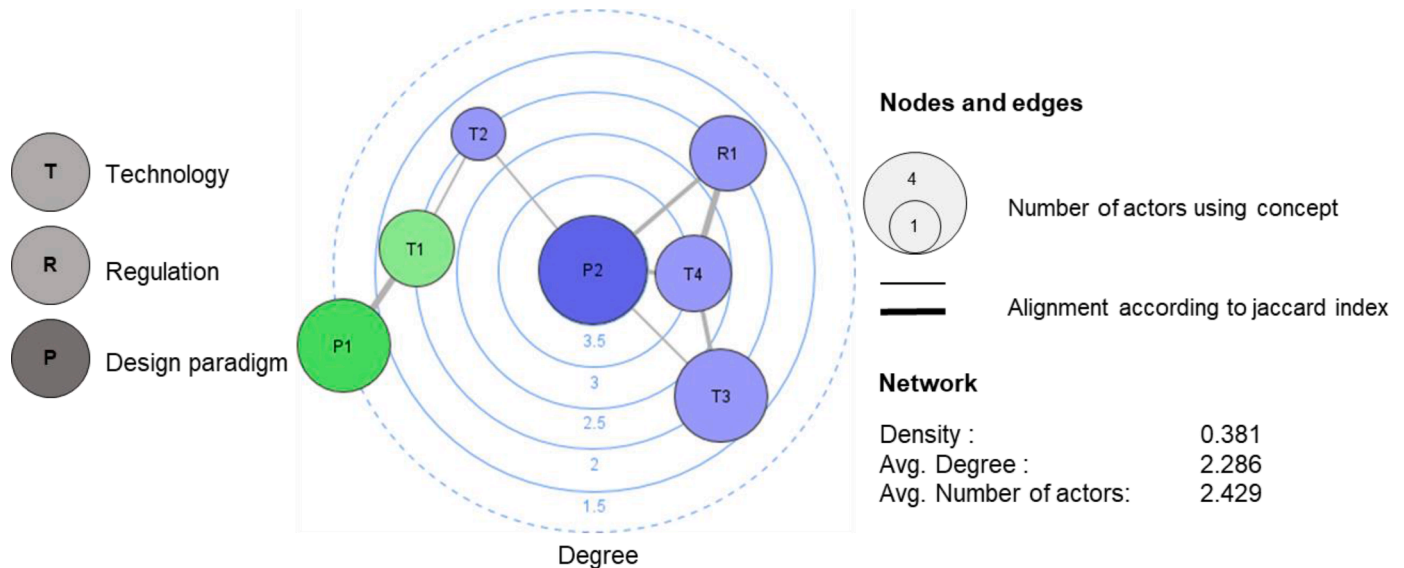 T
Technology
R
Regulation
P
Design paradigm
T2
R1
T1
P2
T4
P1
T3
3.5
3
2.5
2
1.5
Degree
Nodes and edges
4
1
Number of actors using concept
Alignment according to jaccard index
Network
Density : 0.381
Avg. Degree : 2.286
Avg. Number of actors: 2.429